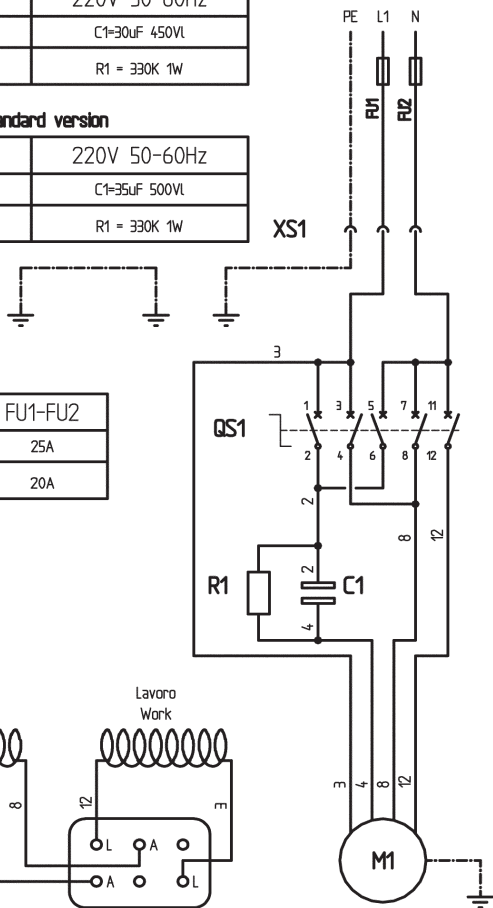 220V 50-60Hz
C1=30uF 450Vl
R1 = 330K 1W
andard version
220V 50-60Hz
C1=35uF 500Vl
R1 = 330K 1W
PE L1 N
FU1 FU2
XS1
3
FU1-FU2
25A
20A
1 3 5 7 11
QS1
2 4 6 8 12
2
8 12
2
R1 C1
4
Lavoro
Work
3 4 8 12
8 12 3
L A
A L
M1